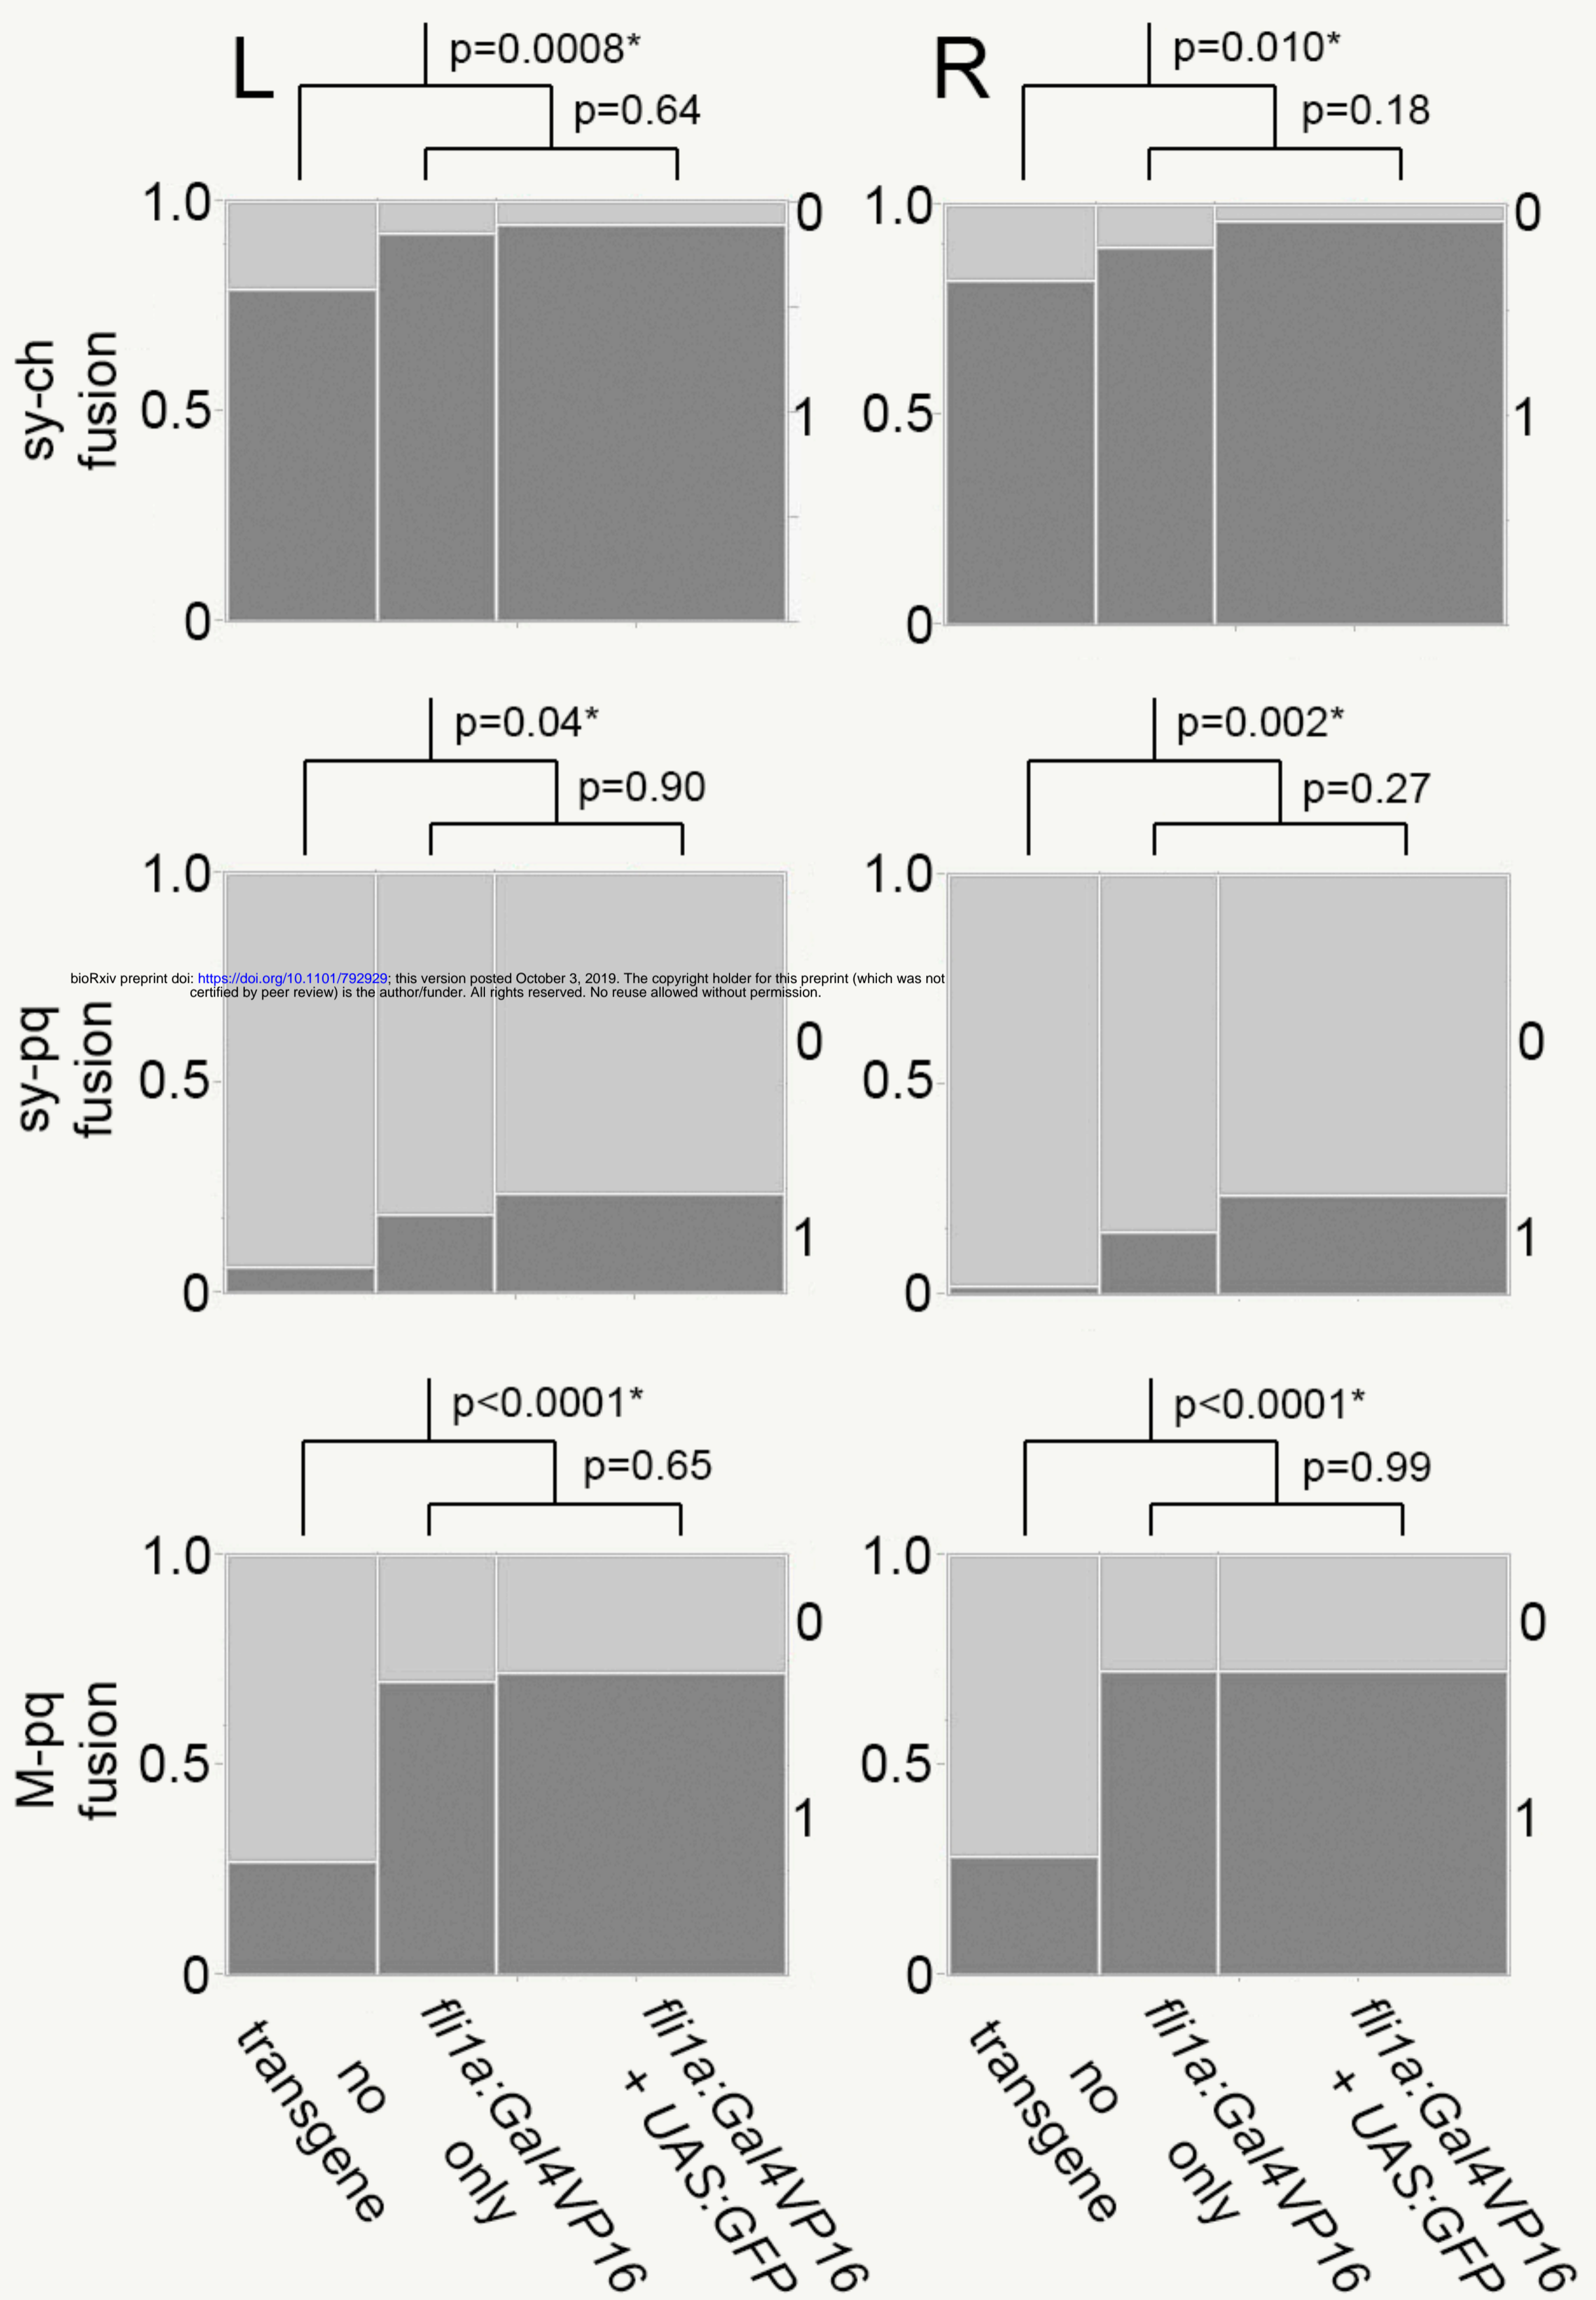 L
p=0.0008*
p=0.64
R
p=0.010*
p=0.18
sy-ch
fusion
1.0
0.5
0
0
1
1.0
0.5
0
0
1
p=0.04*
p=0.90
p=0.002*
p=0.27
sy-pq
fusion
1.0
0.5
0
0
1
1.0
0.5
0
0
1
bioRxiv preprint doi: https://doi.org/10.1101/792929; this version posted October 3, 2019. The copyright holder for this preprint (which was not
certified by peer review) is the author/funder. All rights reserved. No reuse allowed without permission.
p<0.0001*
p=0.65
p<0.0001*
p=0.99
M-pq
fusion
1.0
0.5
0
0
1
1.0
0.5
0
0
1
no
transgene
fli1a:Gal4VP16
only
fli1a:Gal4VP16
+ UAS:GFP
no
transgene
fli1a:Gal4VP16
only
fli1a:Gal4VP16
+ UAS:GFP